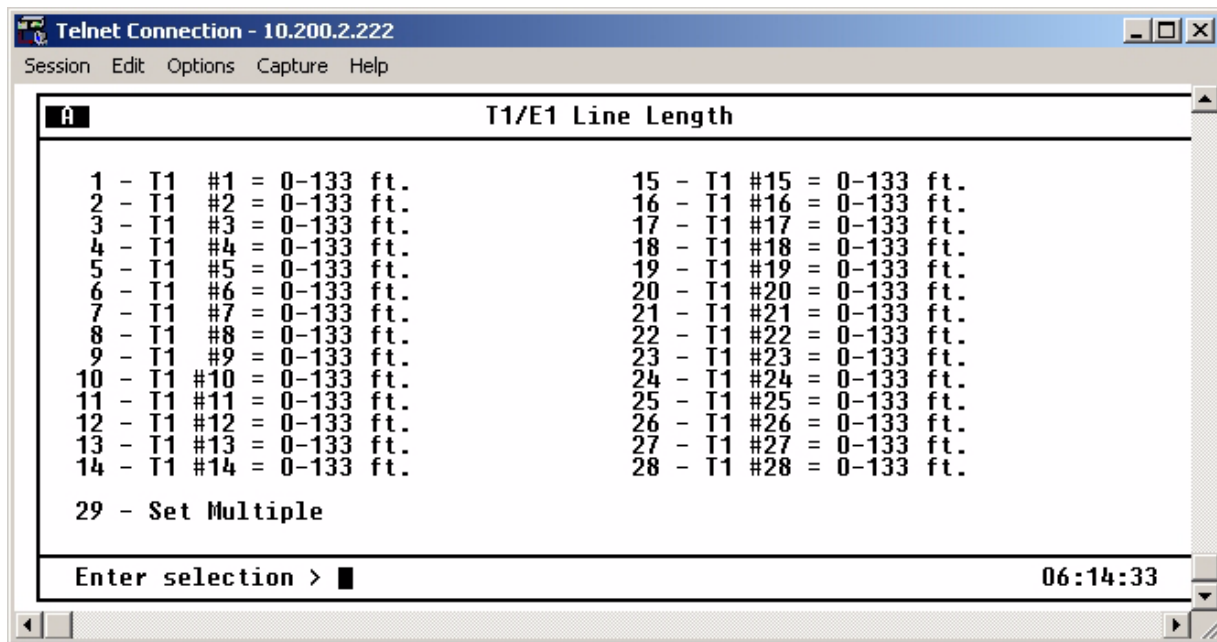 Telnet Connection - 10.200.2.222
Session Edit Options Capture Help
A T1/E1 Line Length
1 - T1 #1 = 0-133 ft. 15 - T1 #15 = 0-133 ft.
2 - T1 #2 = 0-133 ft. 16 - T1 #16 = 0-133 ft.
3 - T1 #3 = 0-133 ft. 17 - T1 #17 = 0-133 ft.
4 - T1 #4 = 0-133 ft. 18 - T1 #18 = 0-133 ft.
5 - T1 #5 = 0-133 ft. 19 - T1 #19 = 0-133 ft.
6 - T1 #6 = 0-133 ft. 20 - T1 #20 = 0-133 ft.
7 - T1 #7 = 0-133 ft. 21 - T1 #21 = 0-133 ft.
8 - T1 #8 = 0-133 ft. 22 - T1 #22 = 0-133 ft.
9 - T1 #9 = 0-133 ft. 23 - T1 #23 = 0-133 ft.
10 - T1 #10 = 0-133 ft. 24 - T1 #24 = 0-133 ft.
11 - T1 #11 = 0-133 ft. 25 - T1 #25 = 0-133 ft.
12 - T1 #12 = 0-133 ft. 26 - T1 #26 = 0-133 ft.
13 - T1 #13 = 0-133 ft. 27 - T1 #27 = 0-133 ft.
14 - T1 #14 = 0-133 ft. 28 - T1 #28 = 0-133 ft.
29 - Set Multiple
Enter selection > 06:14:33